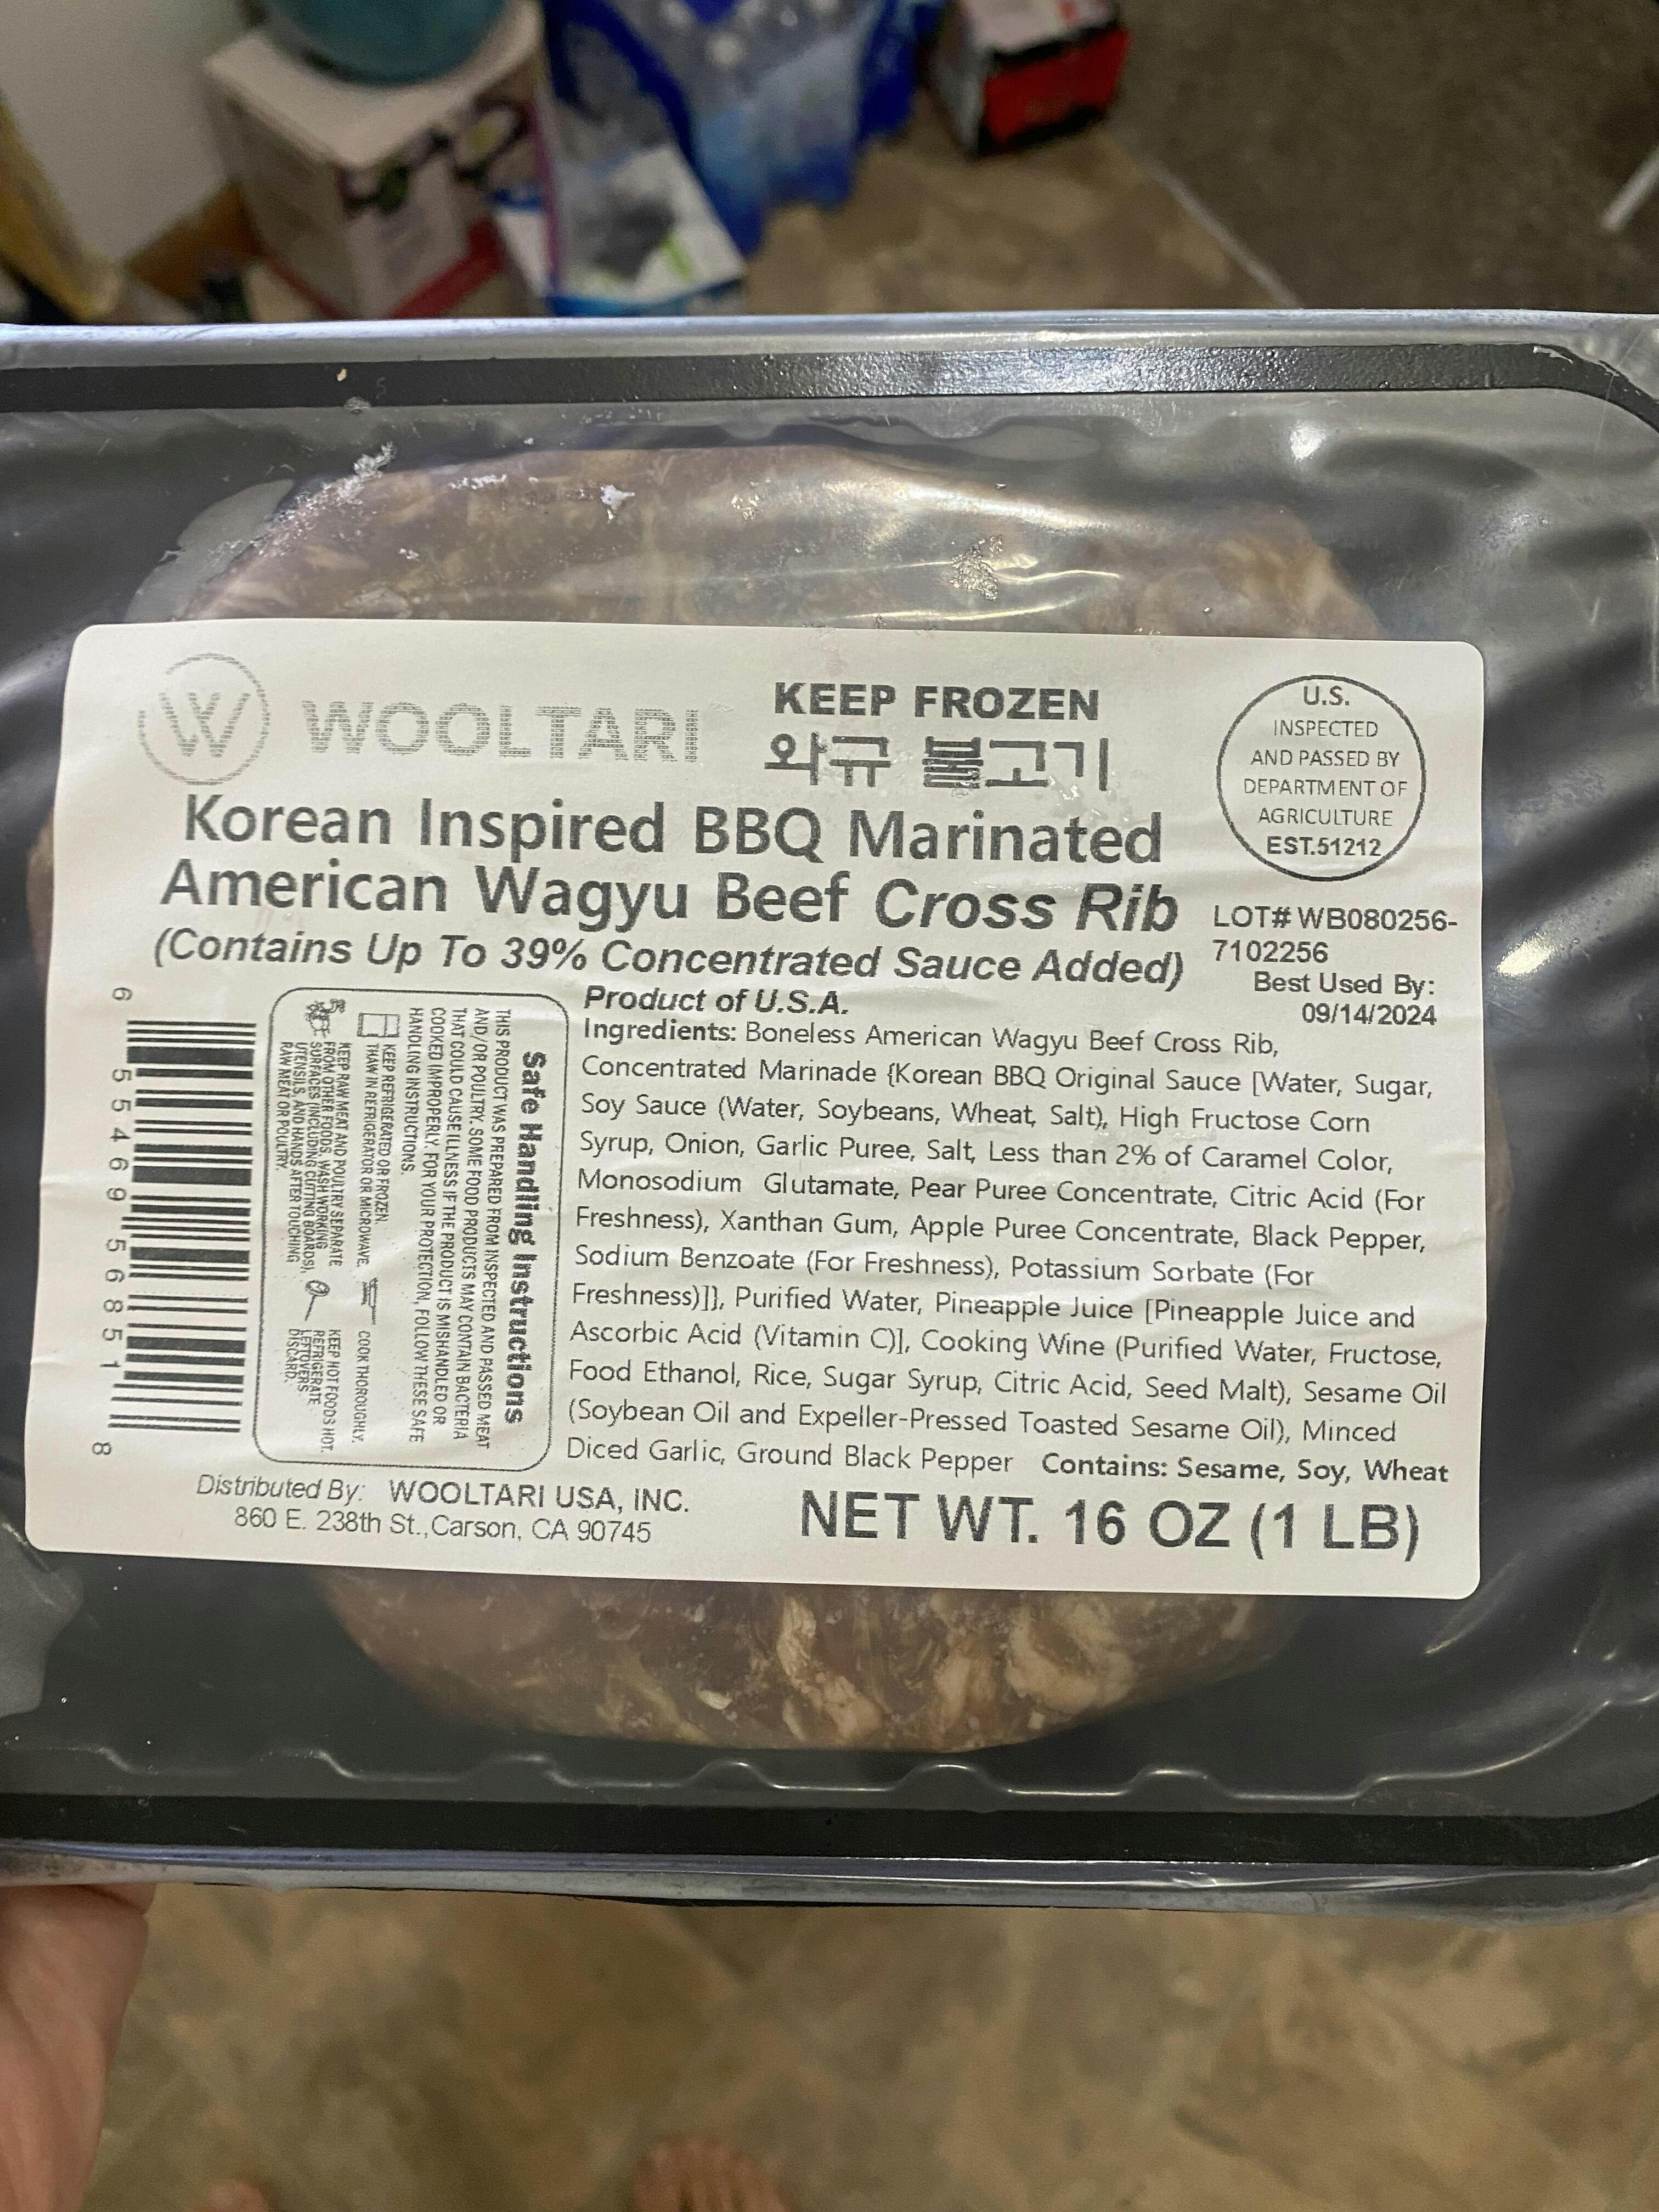 WOOLTARI
KEEP FROZEN
와규 불고기
U.S.
INSPECTED
AND PASSED BY
DEPARTMENT OF
AGRICULTURE
EST.51212
Korean Inspired BBQ Marinated
American Wagyu Beef Cross Rib
(Contains Up To 39% Concentrated Sauce Added)
LOT# WB080256-
7102256
Best Used By:
09/14/2024
Product of U.S.A.
Ingredients: Boneless American Wagyu Beef Cross Rib,
Concentrated Marinade {Korean BBQ Original Sauce [Water, Sugar,
Soy Sauce (Water, Soybeans, Wheat, Salt), High Fructose Corn
Syrup, Onion, Garlic Puree, Salt, Less than 2% of Caramel Color,
Monosodium Glutamate, Pear Puree Concentrate, Citric Acid (For
Freshness), Xanthan Gum, Apple Puree Concentrate, Black Pepper,
Sodium Benzoate (For Freshness), Potassium Sorbate (For
Freshness)]}, Purified Water, Pineapple Juice [Pineapple Juice and
Ascorbic Acid (Vitamin C)], Cooking Wine (Purified Water, Fructose,
Food Ethanol, Rice, Sugar Syrup, Citric Acid, Seed Malt), Sesame Oil
(Soybean Oil and Expeller-Pressed Toasted Sesame Oil), Minced
Diced Garlic, Ground Black Pepper Contains: Sesame, Soy, Wheat
Safe Handling Instructions
THIS PRODUCT WAS PREPARED FROM INSPECTED AND PASSED MEAT
AND/OR POULTRY. SOME FOOD PRODUCTS MAY CONTAIN BACTERIA
THAT COULD CAUSE ILLNESS IF THE PRODUCT IS MISHANDLED OR
COOKED IMPROPERLY. FOR YOUR PROTECTION, FOLLOW THESE SAFE
HANDLING INSTRUCTIONS.
KEEP REFRIGERATED OR FROZEN.
THAW IN REFRIGERATOR OR MICROWAVE.
KEEP RAW MEAT AND POULTRY SEPARATE
FROM OTHER FOODS. WASH WORKING
SURFACES (INCLUDING CUTTING BOARDS),
UTENSILS, AND HANDS AFTER TOUCHING
RAW MEAT OR POULTRY.
COOK THOROUGHLY.
KEEP HOT FOODS HOT.
REFRIGERATE
LEFTOVERS
DISCARD.
6 55469 56851 8
Distributed By: WOOLTARI USA, INC.
860 E. 238th St.,Carson, CA 90745
NET WT. 16 OZ (1 LB)